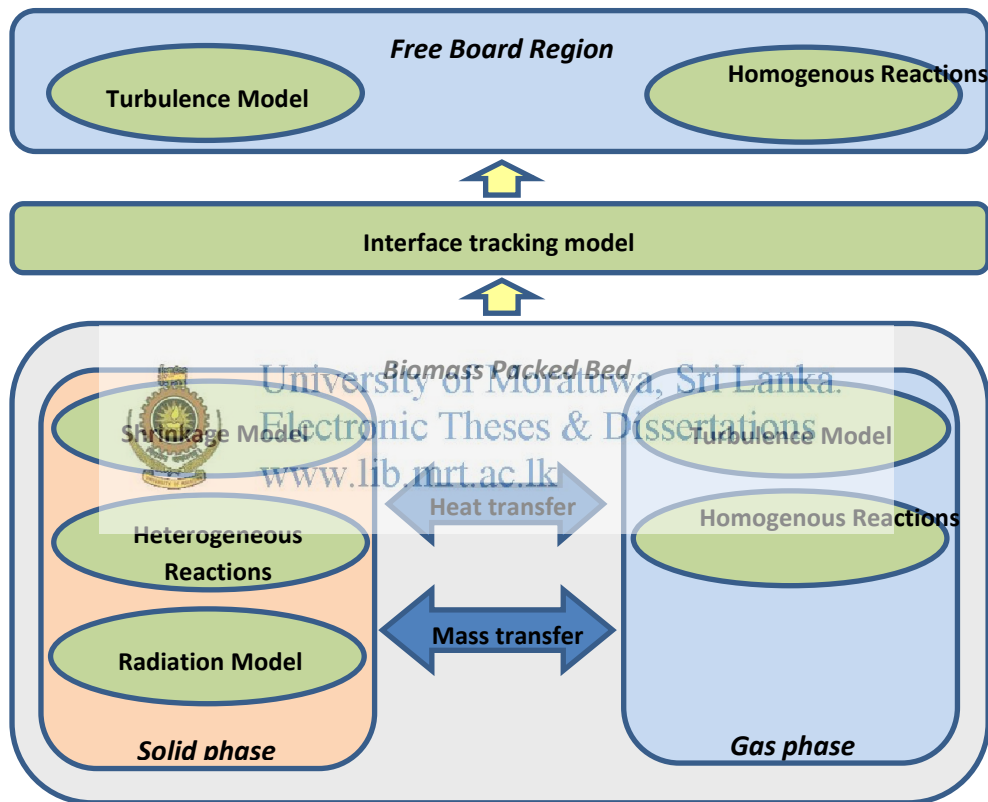 Free Board Region
Turbulence Model
Homogenous Reactions
Interface tracking model
Biomass Packed Bed
University of Moratuwa, Sri Lanka.
Electronic Theses & Dissertations
www.lib.mrt.ac.lk
Shrinkage Model
Turbulence Model
Heat transfer
Homogenous Reactions
Heterogeneous
Reactions
Mass transfer
Radiation Model
Solid phase
Gas phase